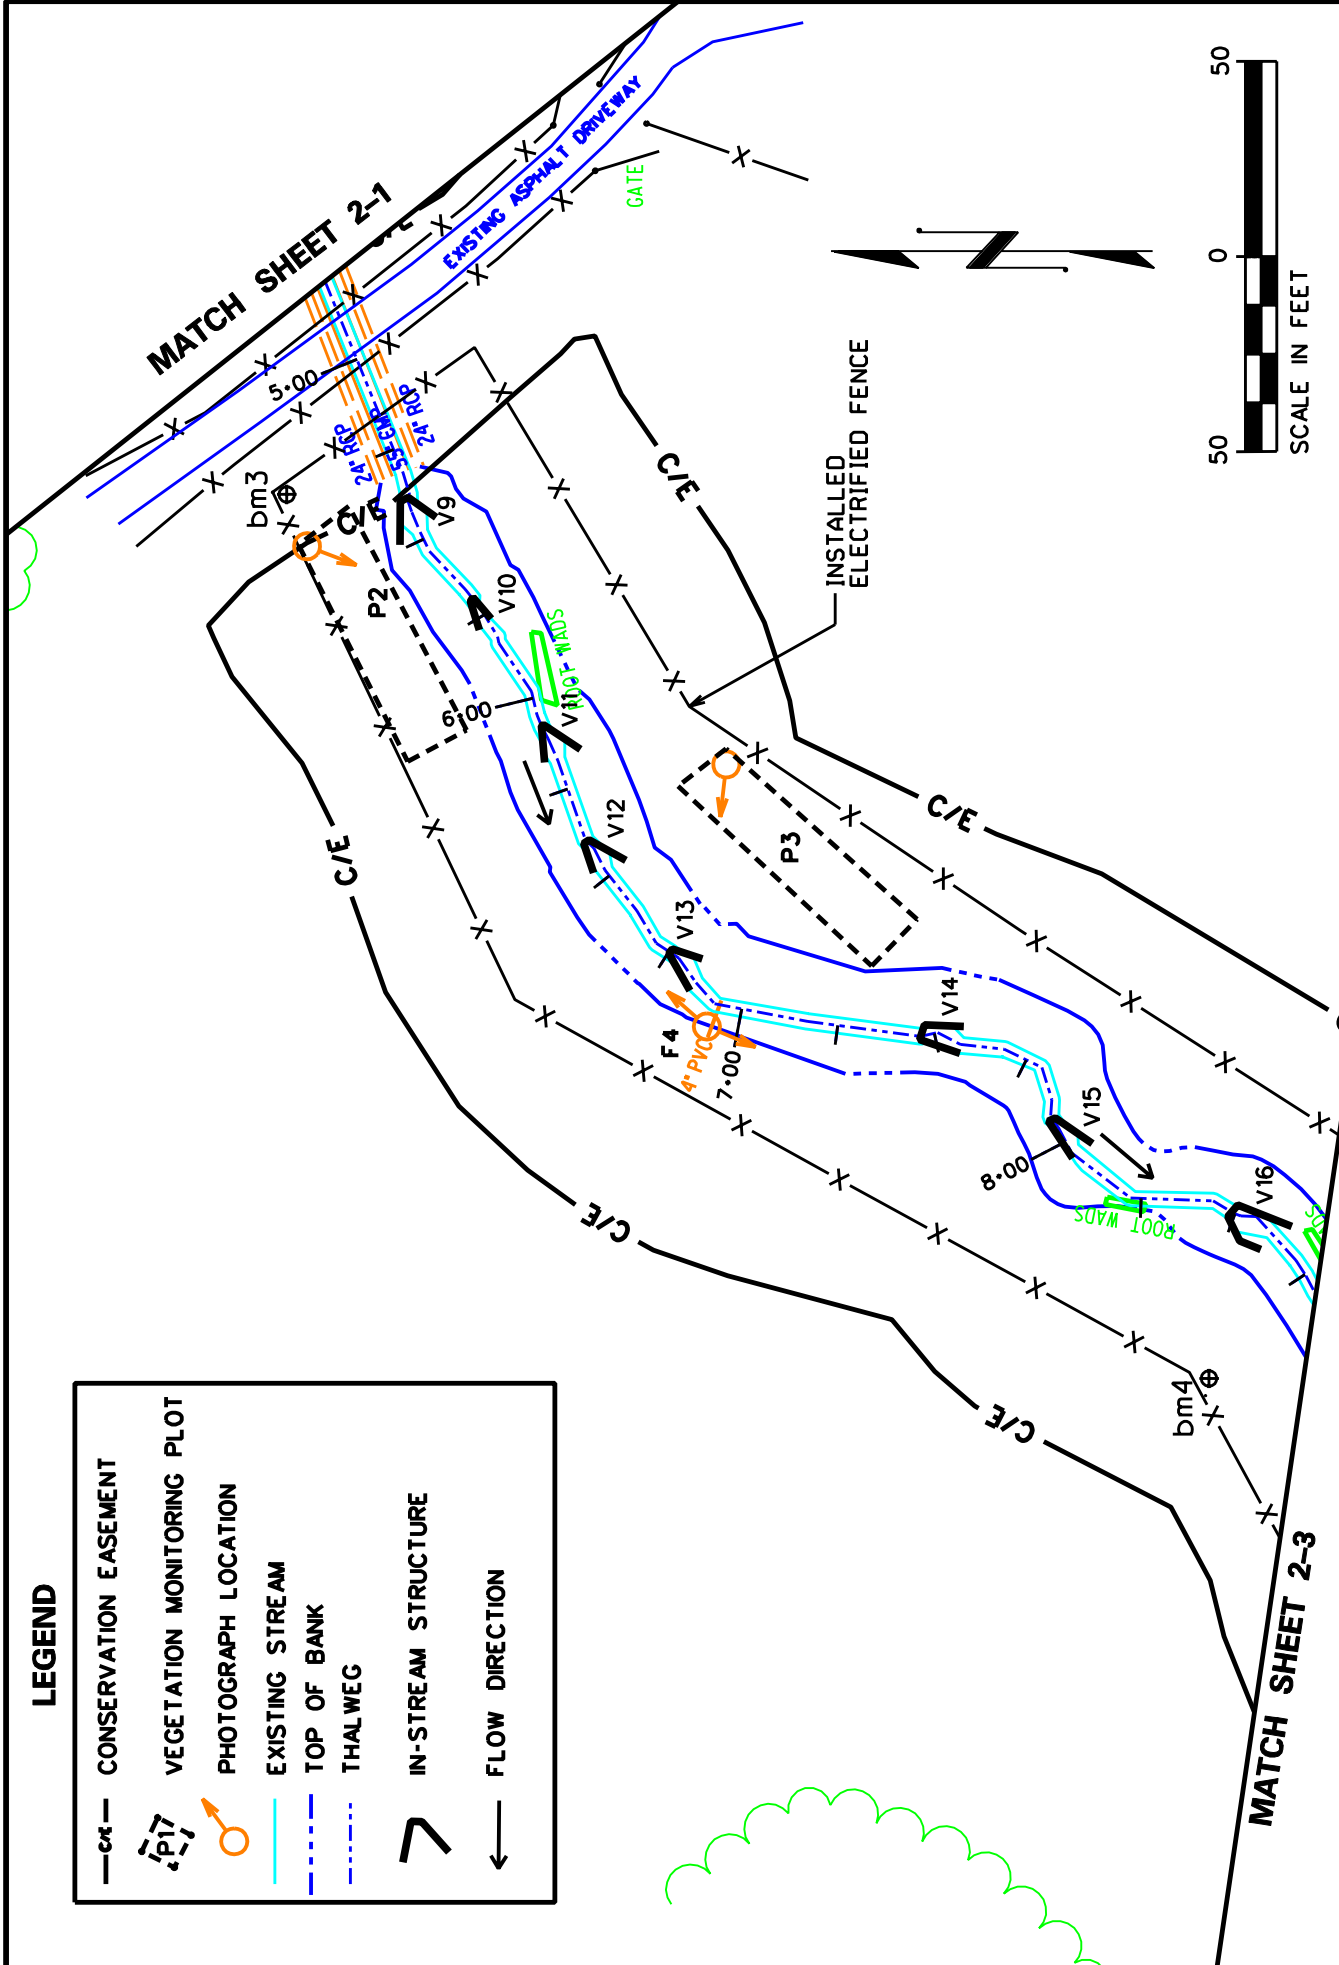 LEGEND
C/E
CONSERVATION EASEMENT
P17
VEGETATION MONITORING PLOT
PHOTOGRAPH LOCATION
EXISTING STREAM
TOP OF BANK
THALWEG
IN-STREAM STRUCTURE
FLOW DIRECTION
MATCH SHEET 2-1
EXISTING ASPHALT DRIVEWAY
GATE
5+00
24" RCP
55" CMP
24" RCP
bm3
C/E
C/E
C/E
C/E
C/E
C/E
P2
V9
V10
ROOT WADS
6+00
V11
V12
V13
P3
F4
4" PVC
7+00
V14
V15
8+00
ROOT WADS
V16
bm4
INSTALLED
ELECTRIFIED FENCE
50
0
50
SCALE IN FEET
MATCH SHEET 2-3